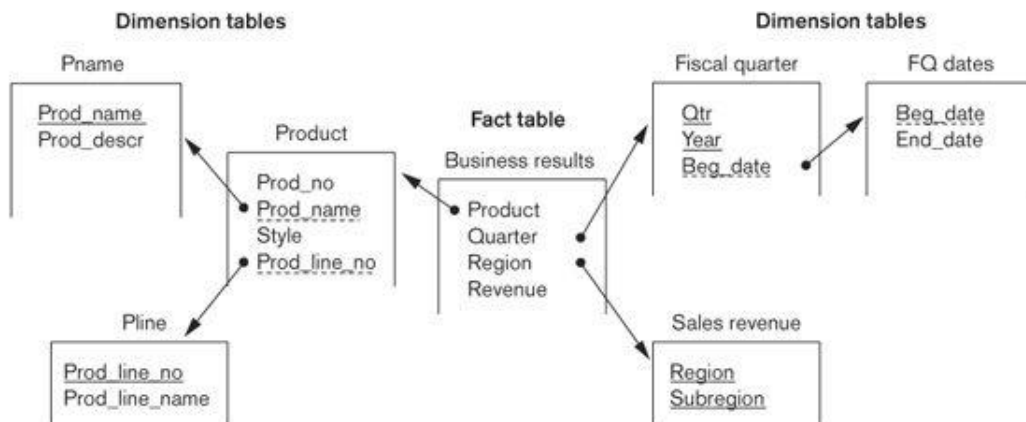 Dimension tables
Dimension tables
Pname
Prod_name
Prod_descr
Product
Prod_no
Prod_name
Style
Prod_line_no
Pline
Prod_line_no
Prod_line_name
Fact table
Business results
Product
Quarter
Region
Revenue
Fiscal quarter
Qtr
Year
Beg_date
FQ dates
Beg_date
End_date
Sales revenue
Region
Subregion